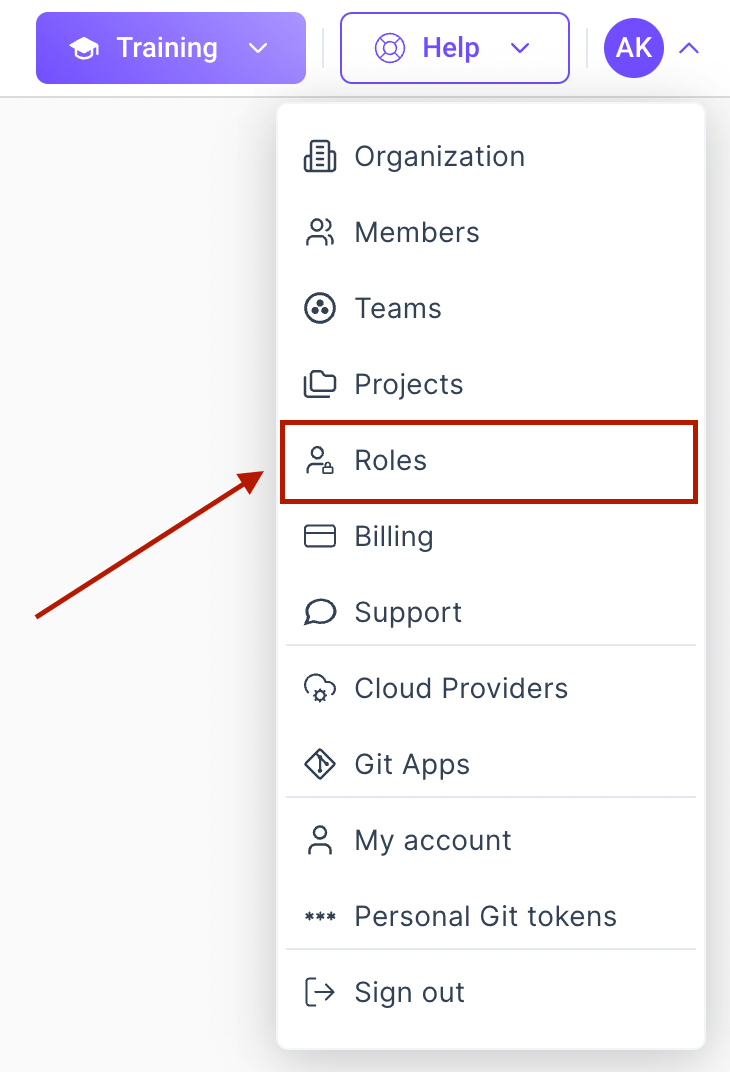 Training
Help
AK
Organization
Members
Teams
Projects
Roles
Billing
Support
Cloud Providers
Git Apps
My account
Personal Git tokens
Sign out